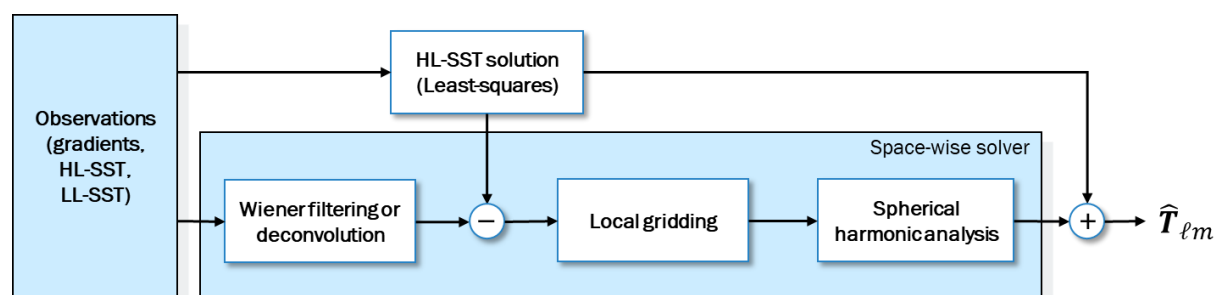 HL-SST solution
(Least-squares)
Observations
(gradients,
HL-SST,
LL-SST)
Space-wise solver
Wiener filtering or
deconvolution
−
Local gridding
Spherical
harmonic analysis
+
T̂ℓm